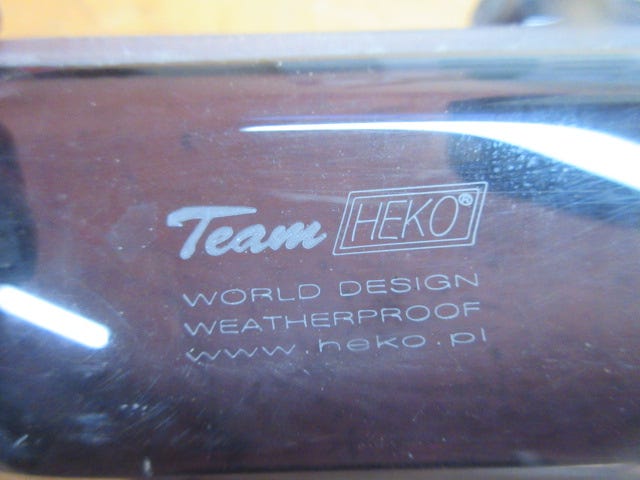 Team HEKO®
WORLD DESIGN
WEATHERPROOF
www.heko.pl